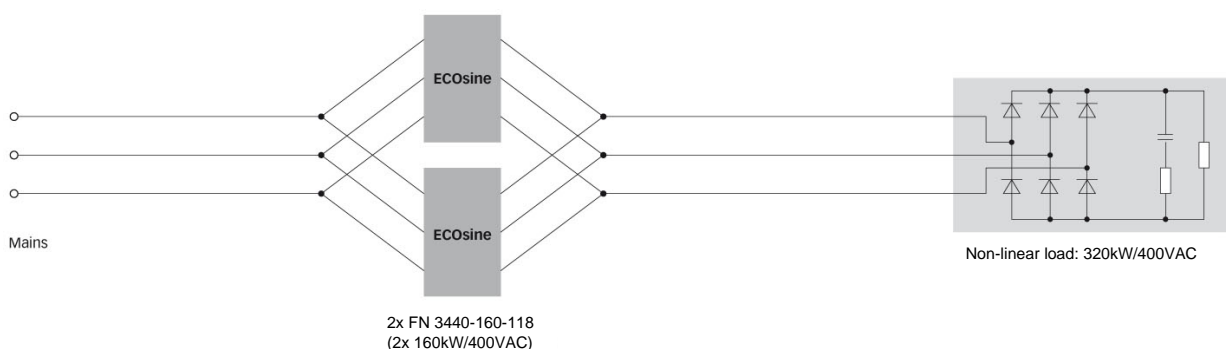 ECOsine
ECOsine
Mains
Non-linear load: 320kW/400VAC
2x FN 3440-160-118
(2x 160kW/400VAC)